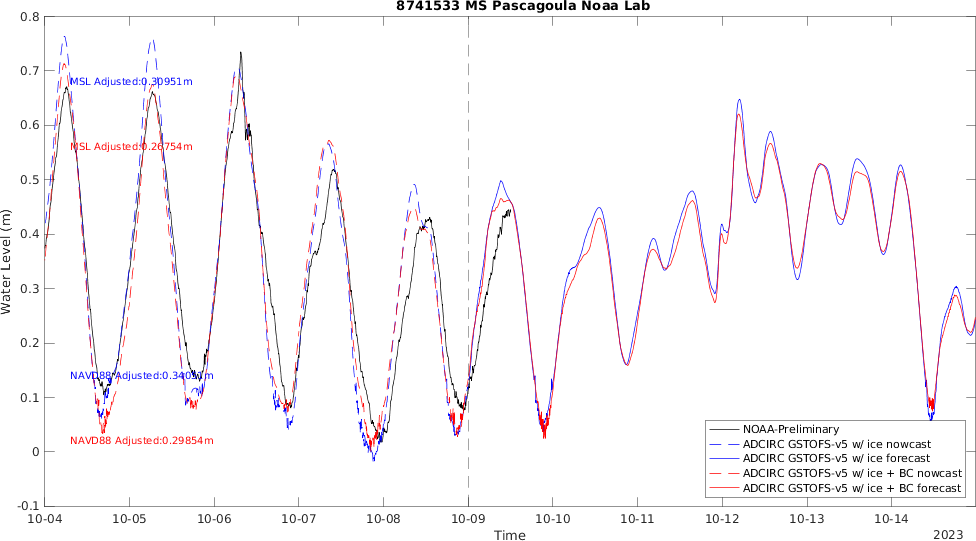 8741533 MS Pascagoula Noaa Lab
0.8
0.7
0.6
0.5
0.4
0.3
0.2
0.1
0
-0.1
Water Level (m)
MSL Adjusted:0.30951m
MSL Adjusted:0.26754m
NAVD88 Adjusted:m
NAVD88 Adjusted:0.29854m
NOAA-Preliminary
ADCIRC GSTOFS-v5 w/ ice nowcast
ADCIRC GSTOFS-v5 w/ ice forecast
ADCIRC GSTOFS-v5 w/ ice + BC nowcast
ADCIRC GSTOFS-v5 w/ ice + BC forecast
10-04 10-05 10-06 10-07 10-08 10-09 10-10 10-11 10-12 10-13 10-14
Time
2023